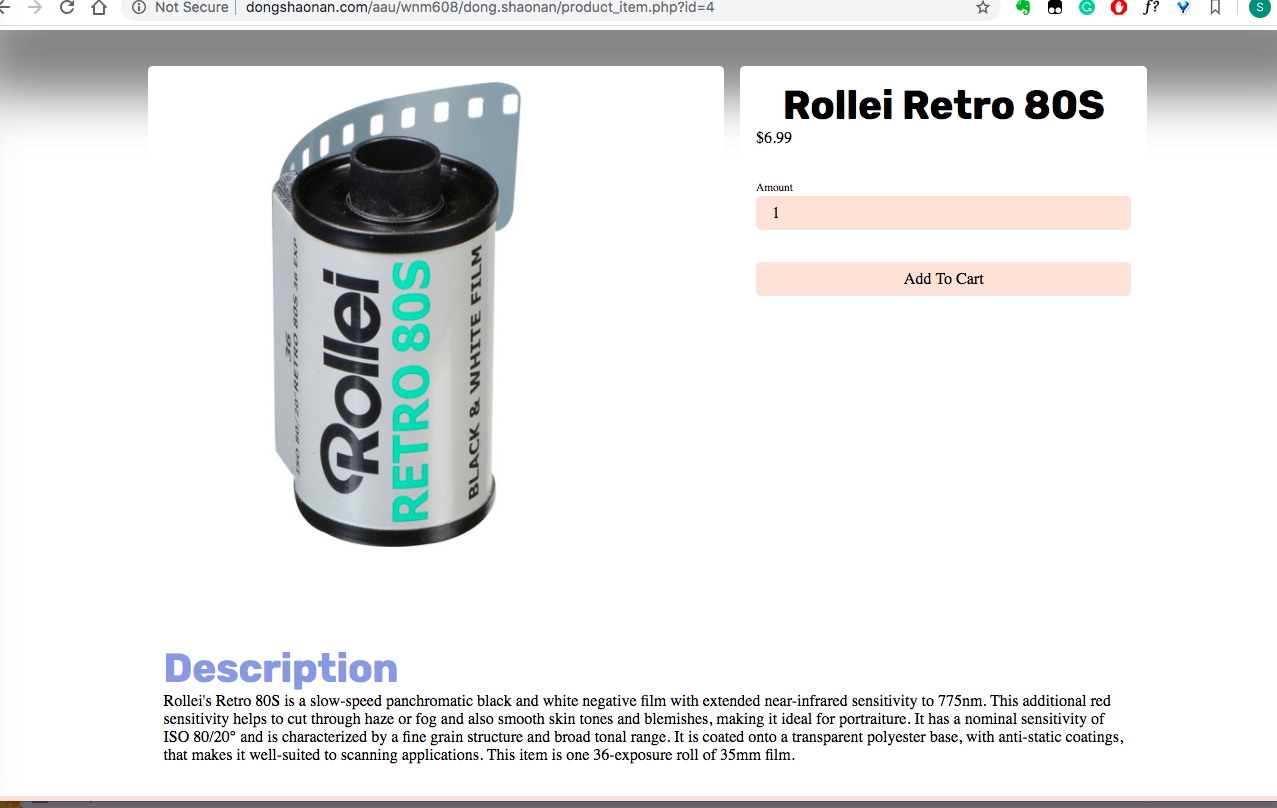 Not Secure
dongshaonan.com/aau/wnm608/dong.shaonan/product_item.php?id=4
f?
S
Rollei Retro 80S
$6.99
Amount
1
Add To Cart
36
ISO 80/20° RETRO 80S 36 EXP
Rollei
RETRO 80S
BLACK & WHITE FILM
Description
Rollei's Retro 80S is a slow-speed panchromatic black and white negative film with extended near-infrared sensitivity to 775nm. This additional red
sensitivity helps to cut through haze or fog and also smooth skin tones and blemishes, making it ideal for portraiture. It has a nominal sensitivity of
ISO 80/20° and is characterized by a fine grain structure and broad tonal range. It is coated onto a transparent polyester base, with anti-static coatings,
that makes it well-suited to scanning applications. This item is one 36-exposure roll of 35mm film.